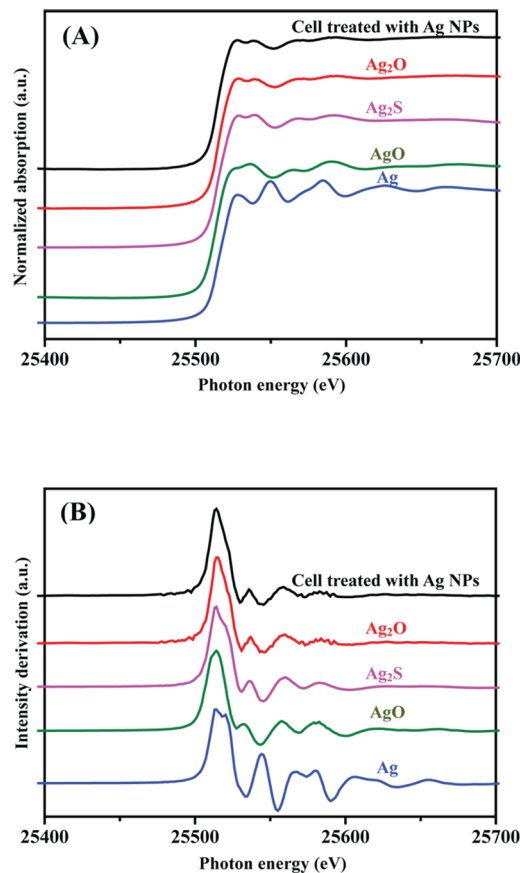 (A)
Cell treated with Ag NPs
Ag₂O
Ag₂S
AgO
Ag
Normalized absorption (a.u.)
25400 25500 25600 25700
Photon energy (eV)
(B)
Cell treated with Ag NPs
Ag₂O
Ag₂S
AgO
Ag
Intensity derivation (a.u.)
25400 25500 25600 25700
Photon energy (eV)